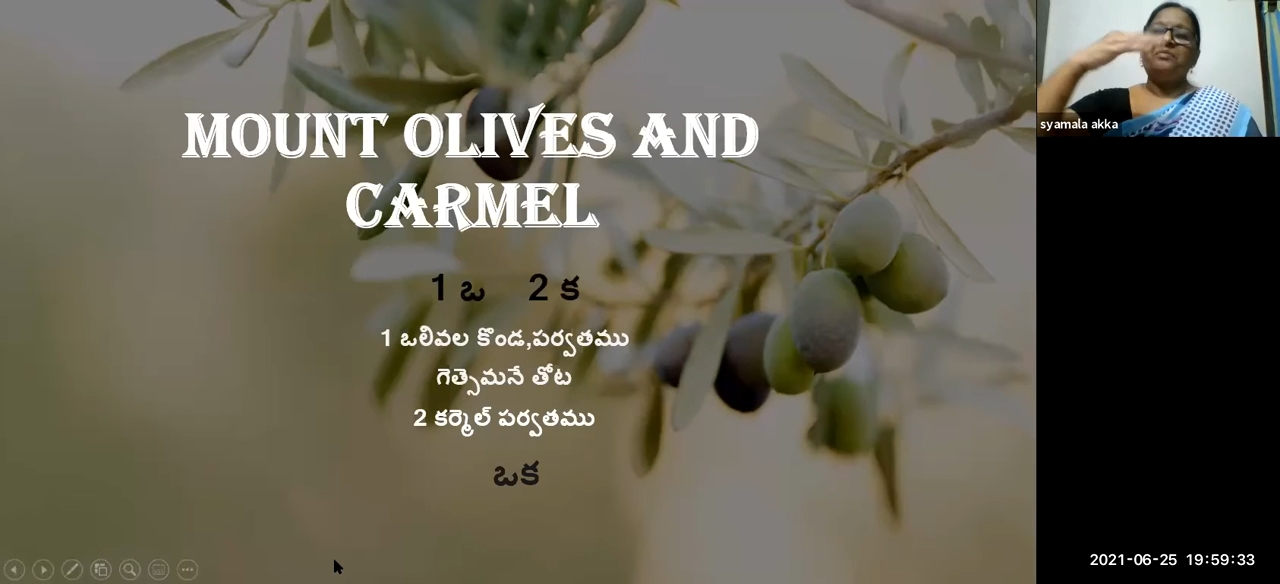 MOUNT OLIVES AND
CARMEL
1 ఒ 2 క
1 ఒలివల కొండ,పర్వతము
గెత్సెమనే తోట
2 కర్మెల్ పర్వతము
ఒక
syamala akka
2021-06-25 19:59:33